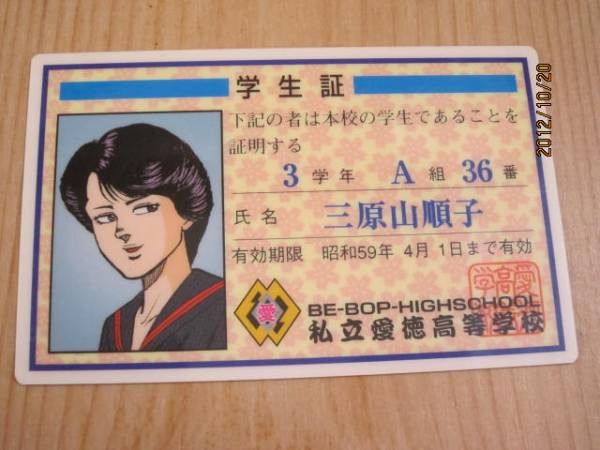 学生証
下記の者は本校の学生であることを
証明する
3 学年 A 組 36 番
氏名 三原山順子
有効期限 昭和59年 4月 1日まで有効
愛
BE-BOP-HIGHSCHOOL
私立愛徳高等学校
2012/10/20